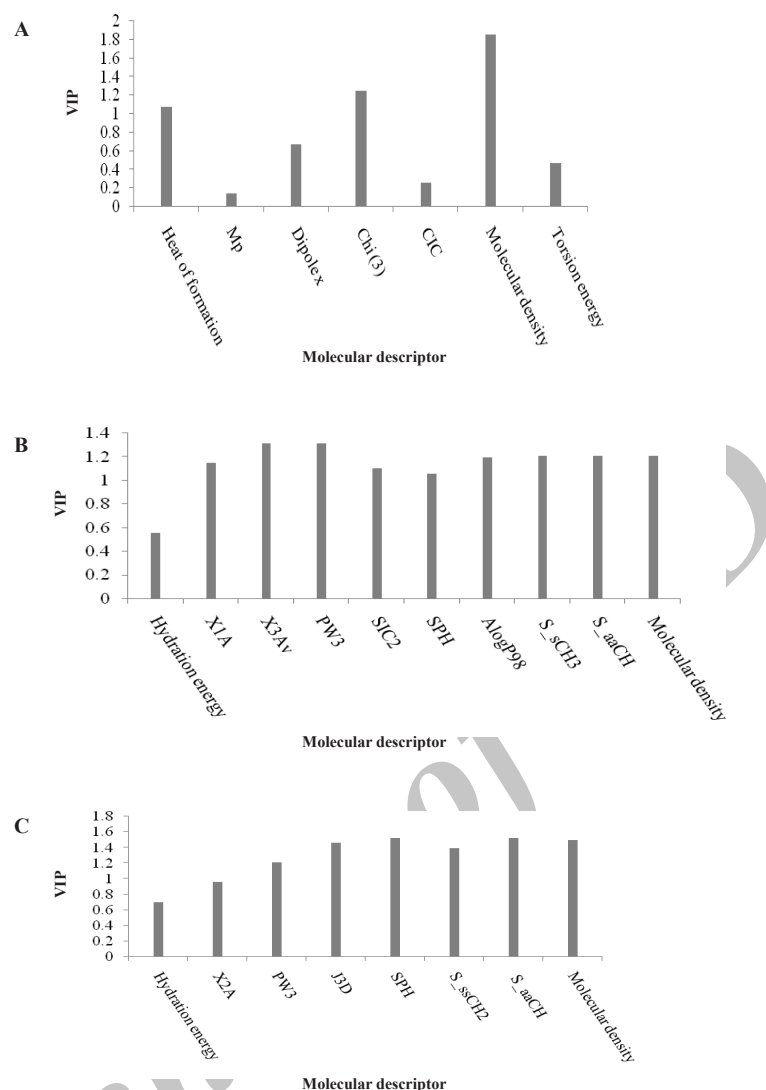 A
VIP
2
1.8
1.6
1.4
1.2
1
0.8
0.6
0.4
0.2
0
Heat of formation
Mp
Dipole x
Chi (3)
CIC
Molecular density
Torsion energy
Molecular descriptor
B
VIP
1.4
1.2
1
0.8
0.6
0.4
0.2
0
Hydration energy
X1A
X3Av
PW3
SIC2
SPH
AlogP98
S_sCH3
S_aaCH
Molecular density
Molecular descriptor
C
VIP
1.8
1.6
1.4
1.2
1
0.8
0.6
0.4
0.2
0
Hydration energy
X2A
PW3
J3D
SPH
S_ssCH2
S_aaCH
Molecular density
Molecular descriptor